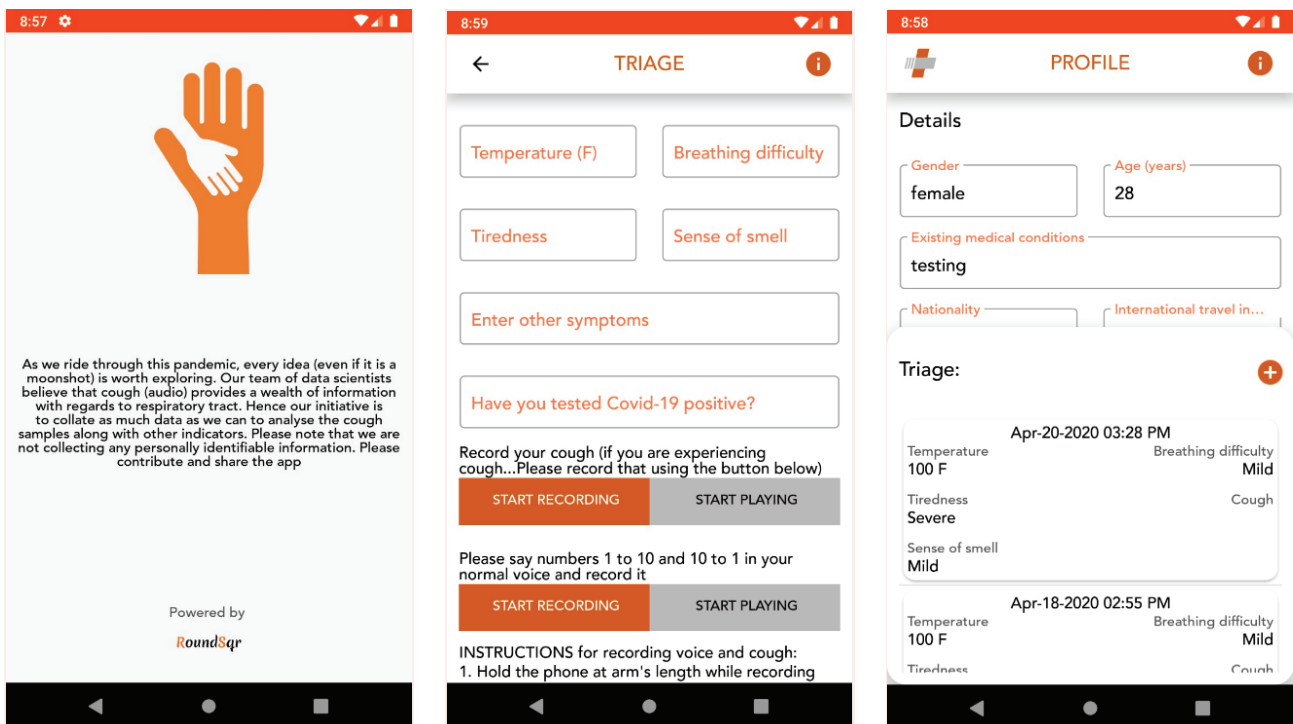 8:57
As we ride through this pandemic, every idea (even if it is a
moonshot) is worth exploring. Our team of data scientists
believe that cough (audio) provides a wealth of information
with regards to respiratory tract. Hence our initiative is
to collate as much data as we can to analyse the cough
samples along with other indicators. Please note that we are
not collecting any personally identifiable information. Please
contribute and share the app
Powered by
RoundSqr
8:59
TRIAGE
i
Temperature (F)
Breathing difficulty
Tiredness
Sense of smell
Enter other symptoms
Have you tested Covid-19 positive?
Record your cough (if you are experiencing
cough...Please record that using the button below)
START RECORDING
START PLAYING
Please say numbers 1 to 10 and 10 to 1 in your
normal voice and record it
START RECORDING
START PLAYING
INSTRUCTIONS for recording voice and cough:
1. Hold the phone at arm's length while recording
8:58
PROFILE
i
Details
Gender
female
Age (years)
28
Existing medical conditions
testing
Nationality
International travel in...
Triage:
Apr-20-2020 03:28 PM
Temperature
Breathing difficulty
100 F
Mild
Tiredness
Cough
Severe
Sense of smell
Mild
Apr-18-2020 02:55 PM
Temperature
Breathing difficulty
100 F
Mild
Tiredness
Cough